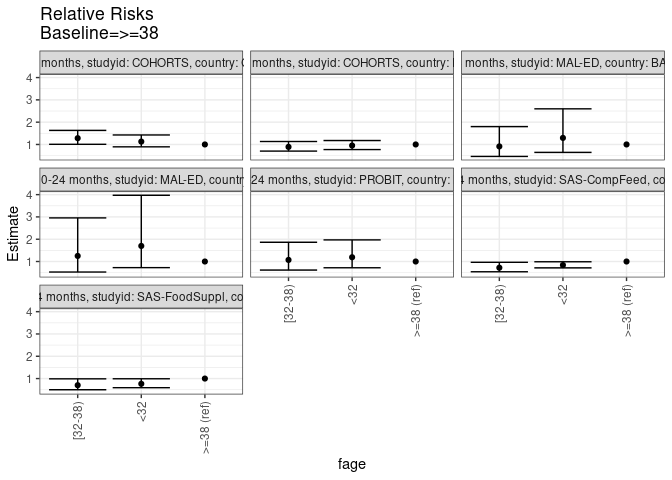 Relative Risks
Baseline=>=38
months, studyid: COHORTS, country:
months, studyid: COHORTS, country:
months, studyid: MAL-ED, country: BA
4
3
2
1
0-24 months, studyid: MAL-ED, countr
24 months, studyid: PROBIT, country:
months, studyid: SAS-CompFeed, cou
4
3
2
1
Estimate
months, studyid: SAS-FoodSuppl, co
4
3
2
1
[32-38)
<32
>=38 (ref)
[32-38)
<32
>=38 (ref)
[32-38)
<32
>=38 (ref)
fage